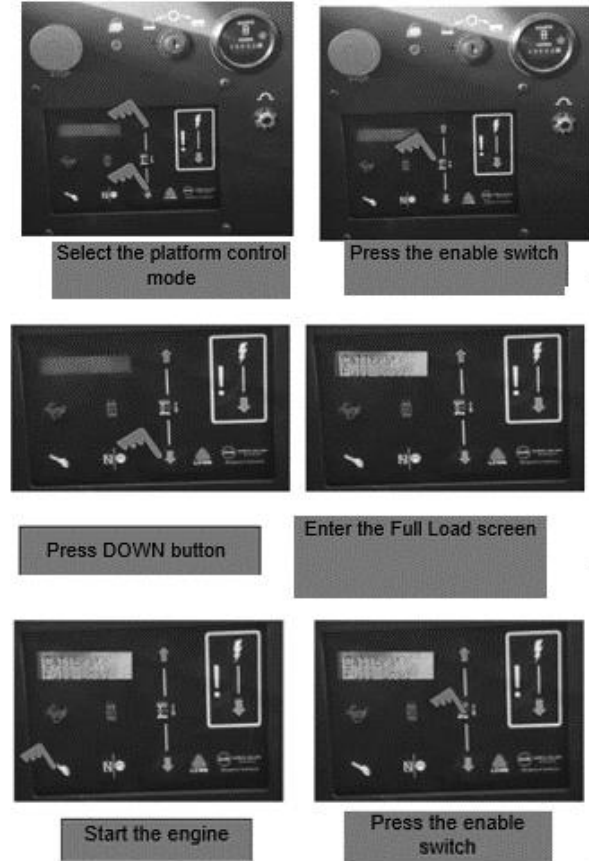 Select the platform control
mode
Press the enable switch
Press DOWN button
Enter the Full Load screen
Start the engine
Press the enable
switch